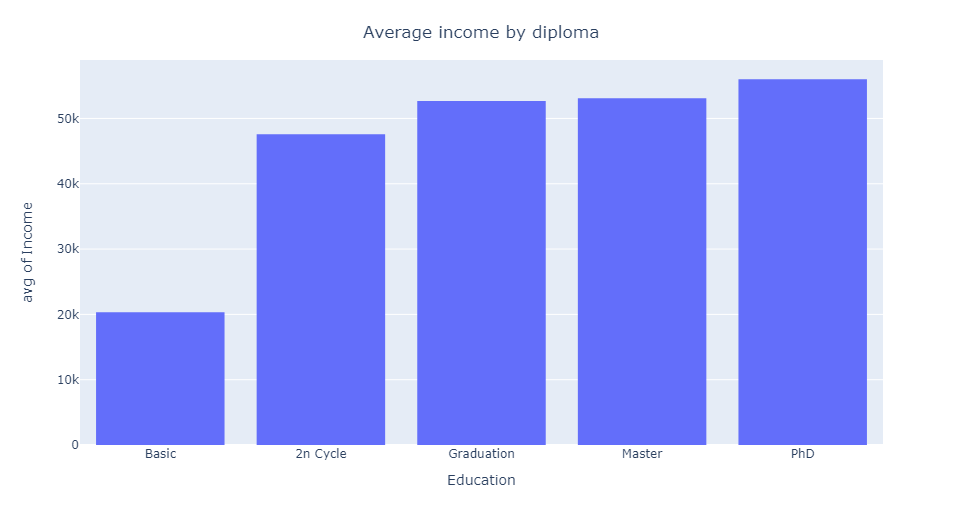 Average income by diploma
avg of Income
50k
40k
30k
20k
10k
0
Basic
2n Cycle
Graduation
Master
PhD
Education